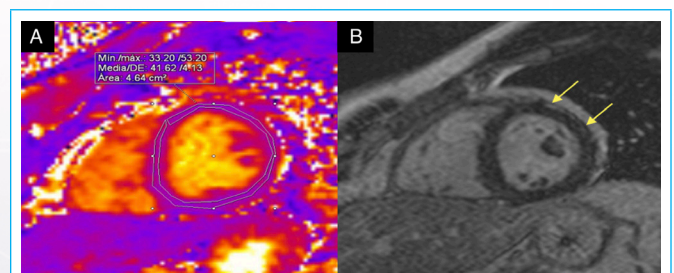 A
Min./máx.: 33.20 /53.20
Media/DE: 41.62 /4.13
Área: 4.64 cm²
B